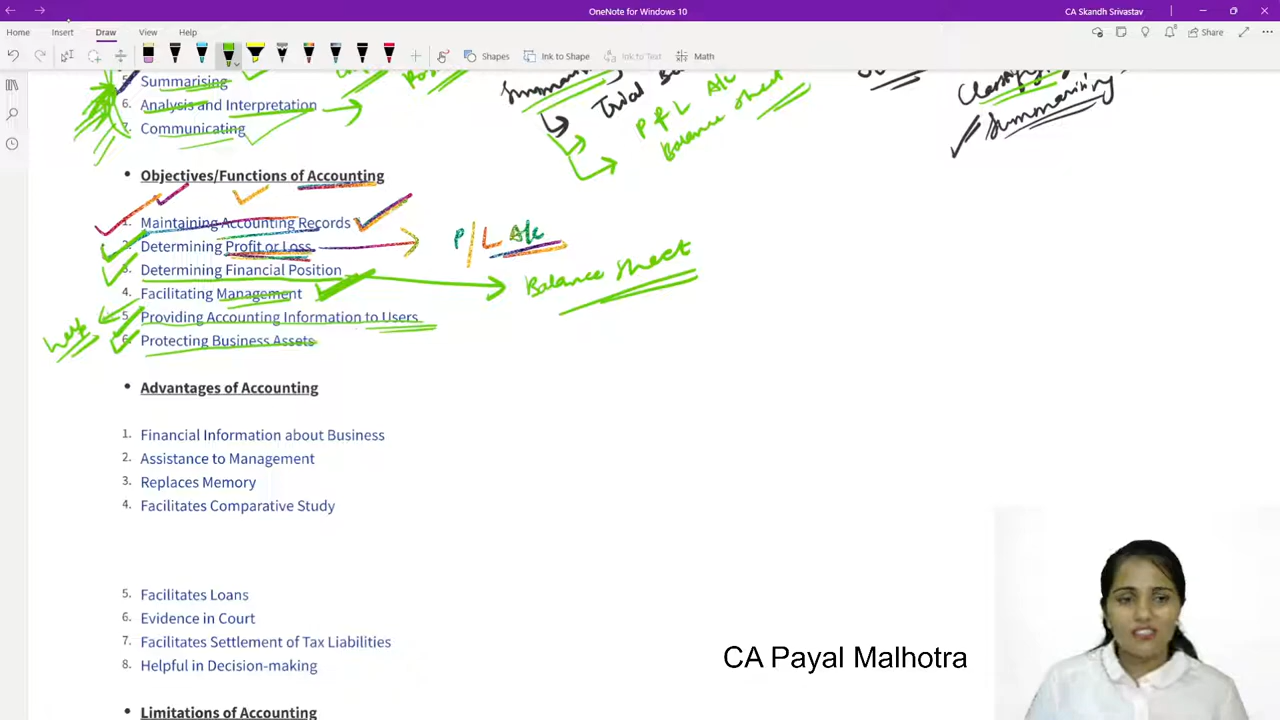 OneNote for Windows 10
CA Skandh Srivastav
Home
Insert
Draw
View
Help
Share
Shapes
Ink to Shape
Ink to Text
Math
5. Summarising
6. Analysis and Interpretation
7. Communicating
Trial
P & L A/c
Balance Sheet
Classifying
Summarising
• Objectives/Functions of Accounting
1. Maintaining Accounting Records
2. Determining Profit or Loss
P/L A/c
3. Determining Financial Position
Balance Sheet
4. Facilitating Management
5. Providing Accounting Information to Users
6. Protecting Business Assets
• Advantages of Accounting
1. Financial Information about Business
2. Assistance to Management
3. Replaces Memory
4. Facilitates Comparative Study
5. Facilitates Loans
6. Evidence in Court
7. Facilitates Settlement of Tax Liabilities
8. Helpful in Decision-making
CA Payal Malhotra
• Limitations of Accounting